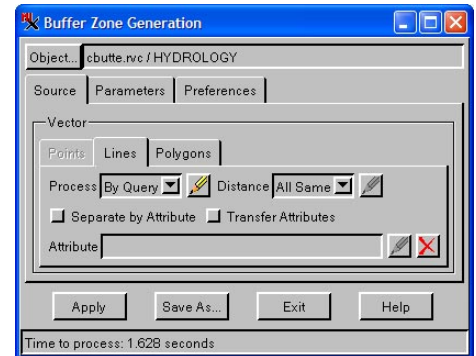 Buffer Zone Generation
Object... cbutte.rvc / HYDROLOGY
Source Parameters Preferences
Vector
Points Lines Polygons
Process By Query Distance All Same
Separate by Attribute Transfer Attributes
Attribute
Apply Save As... Exit Help
Time to process: 1.628 seconds